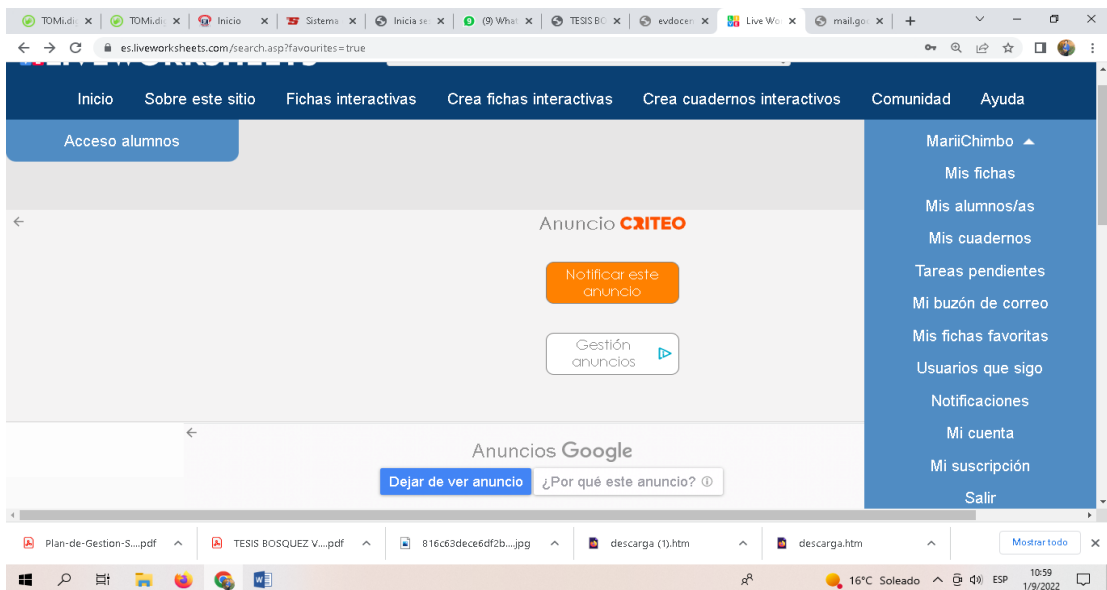 TOMi.di
TOMi.di
Inicio
Sistema
Inicia se
(9) What
TESIS BO
evdocen
Live Wo
mail.goo
es.liveworksheets.com/search.asp?favourites=true
Inicio
Sobre este sitio
Fichas interactivas
Crea fichas interactivas
Crea cuadernos interactivos
Comunidad
Ayuda
Acceso alumnos
MariiChimbo
Mis fichas
Mis alumnos/as
Mis cuadernos
Tareas pendientes
Mi buzón de correo
Mis fichas favoritas
Usuarios que sigo
Notificaciones
Mi cuenta
Mi suscripción
Salir
Anuncio CRITEO
Notificar este
anuncio
Gestión
anuncios
Anuncios Google
Dejar de ver anuncio
¿Por qué este anuncio?
Plan-de-Gestion-S....pdf
TESIS BOSQUEZ V....pdf
816c63dece6df2b....jpg
descarga (1).htm
descarga.htm
Mostrar todo
16°C Soleado
ESP
10:59
1/9/2022